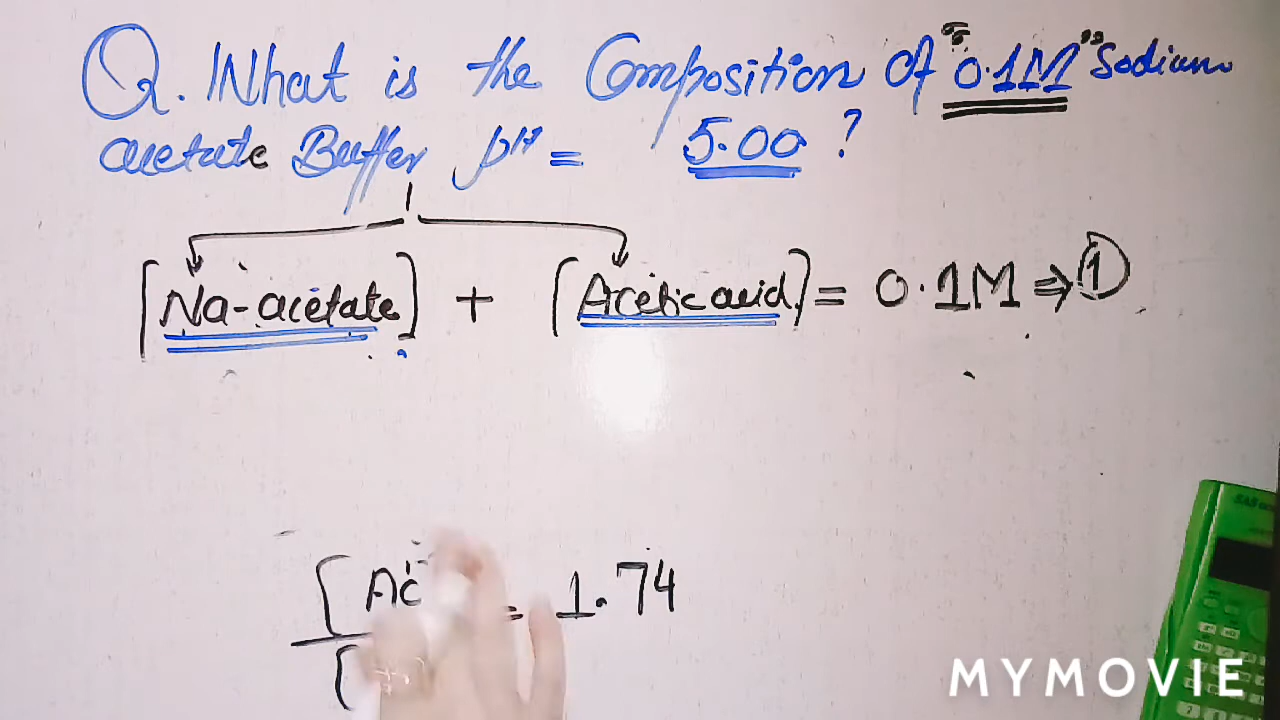 Q. What is the Composition Of "0.1M" Sodium
acetate Buffer pH = 5.00 ?
[Na-acetate] + [Acetic acid] = 0.1M ⇒ ①
[Ac = 1.74
[
MYMOVIE